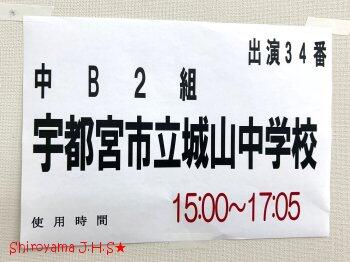 出演34番
中 B 2 組
宇都宮市立城山中学校
使用時間 15:00~17:05
Shiroyama J.H.S★